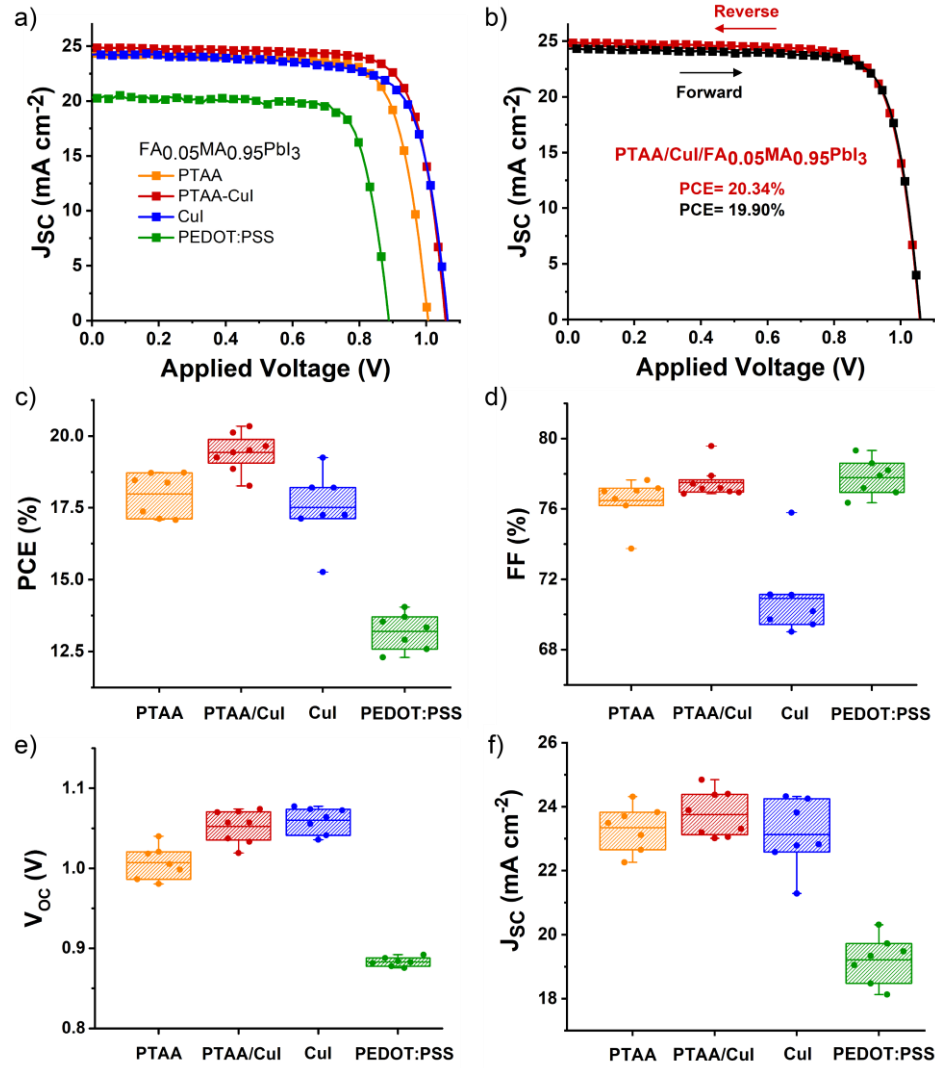 a)
25
20
15
10
5
0
JSC (mA cm-2)
FA0.05MA0.95PbI3
PTAA
PTAA-CuI
CuI
PEDOT:PSS
0.0 0.2 0.4 0.6 0.8 1.0
Applied Voltage (V)
b)
25
20
15
10
5
0
JSC (mA cm-2)
Reverse
Forward
PTAA/CuI/FA0.05MA0.95PbI3
PCE= 20.34%
PCE= 19.90%
0.0 0.2 0.4 0.6 0.8 1.0
Applied Voltage (V)
c)
20.0
17.5
15.0
12.5
PCE (%)
PTAA PTAA/CuI CuI PEDOT:PSS
d)
80
76
72
68
FF (%)
PTAA PTAA/CuI CuI PEDOT:PSS
e)
1.1
1.0
0.9
0.8
VOC (V)
PTAA PTAA/CuI CuI PEDOT:PSS
f)
26
24
22
20
18
JSC (mA cm-2)
PTAA PTAA/CuI CuI PEDOT:PSS